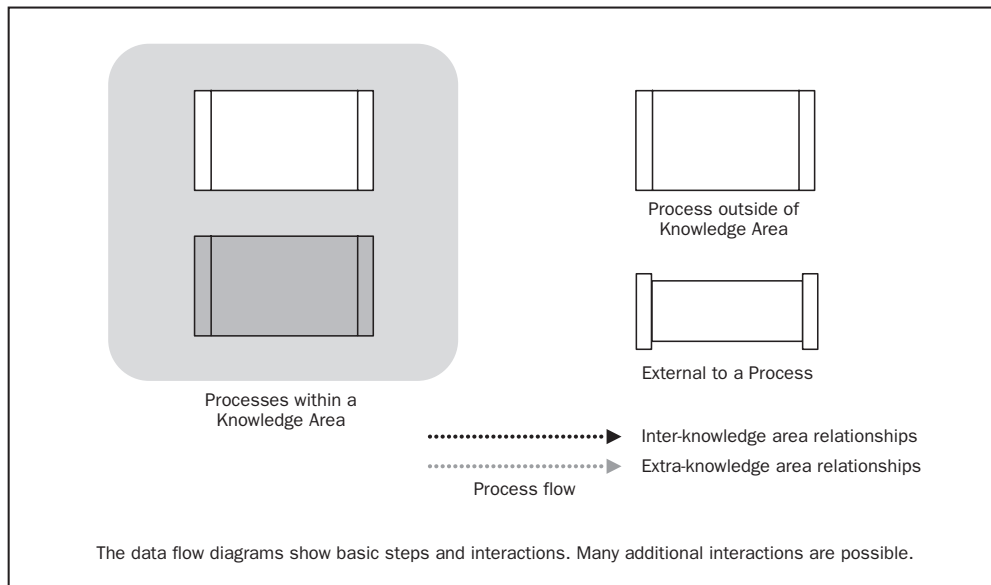 Process outside of
Knowledge Area
External to a Process
Processes within a
Knowledge Area
Inter-knowledge area relationships
Extra-knowledge area relationships
Process flow
The data flow diagrams show basic steps and interactions. Many additional interactions are possible.